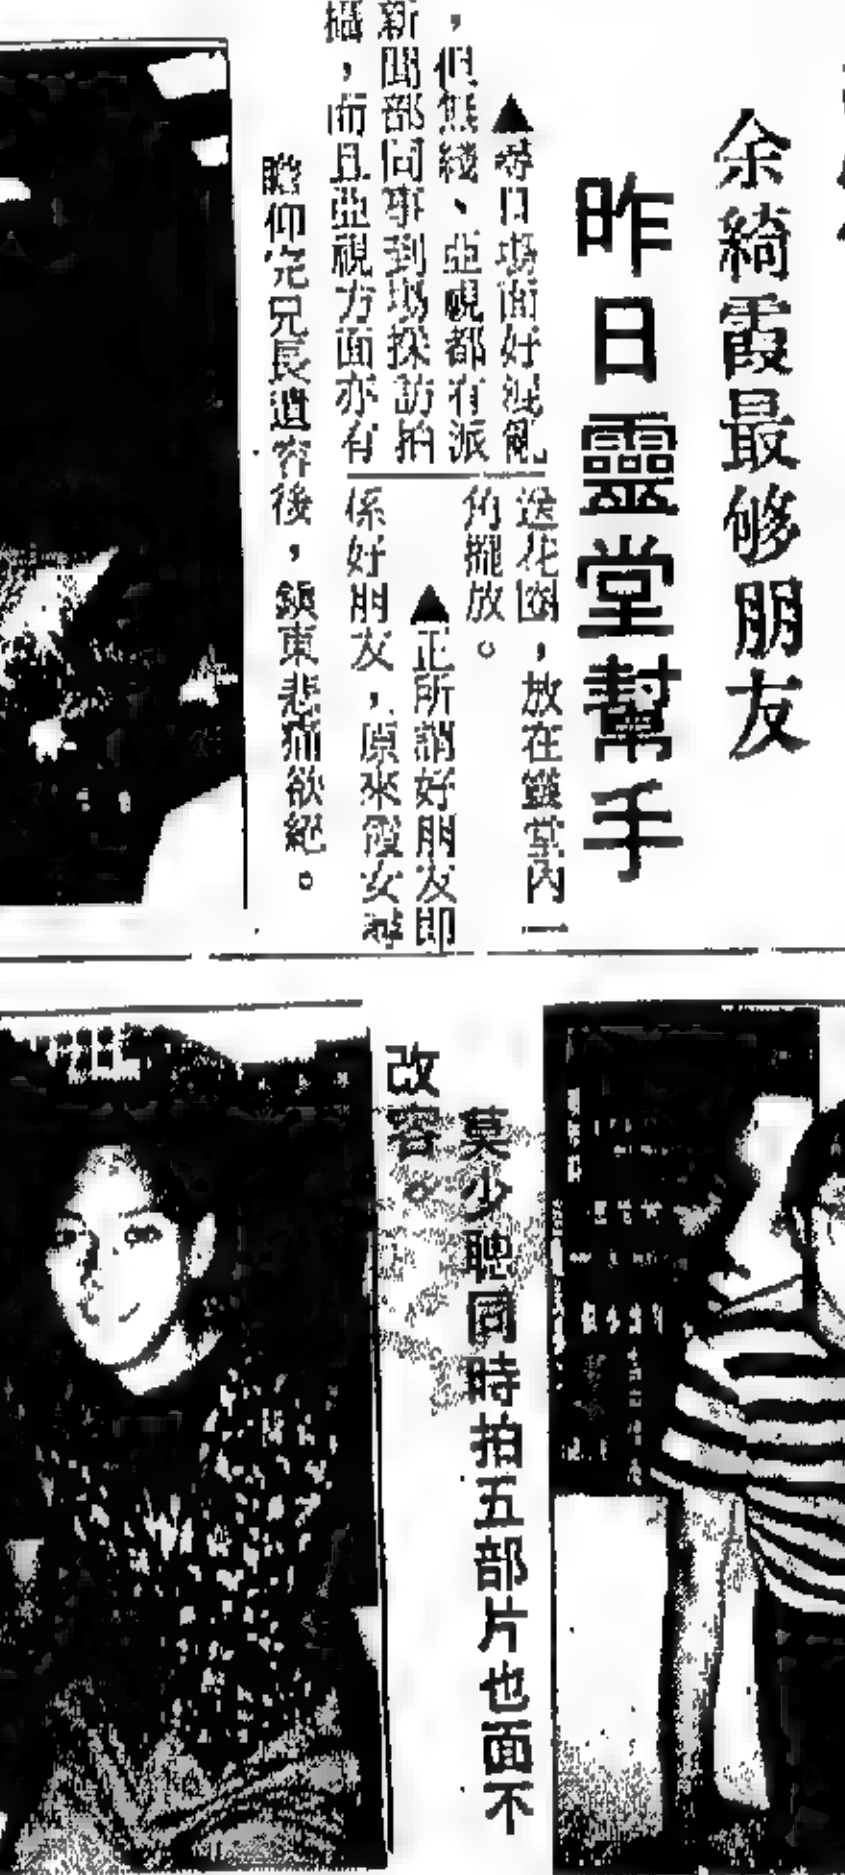 余綺霞最够朋友
昨日靈堂幫手
▲尋日場面好混亂
，但無綫、亞視都有派
新聞部同事到場採訪拍
攝，而且亞視方面亦有
送花圈，放在靈堂內一
角擺放。
▲正所謂好朋友即
係好朋友，原來霞女尋
瞻仰完兄長遺容後，鎮東悲痛欲絕。
莫少聰同時拍五部片也面不
改容。